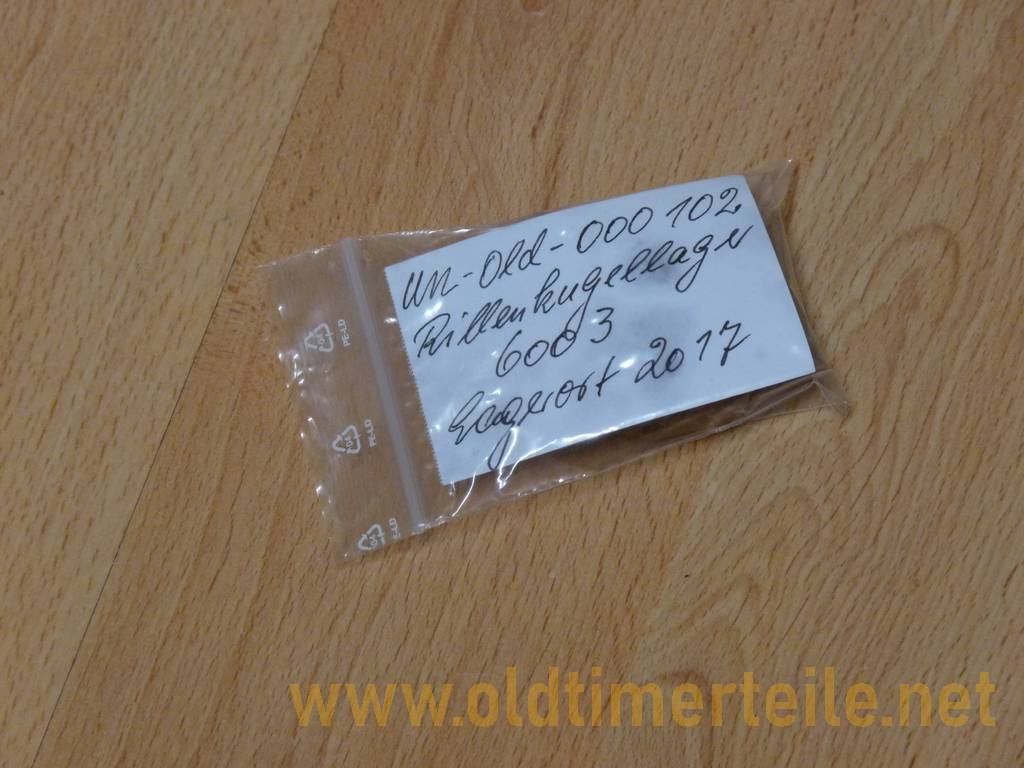 UN-Old-000 102
Rillenkugellager
6003
Lagerort 2017
PE-LD
PE-LD
PE-LD
www.oldtimerteile.net